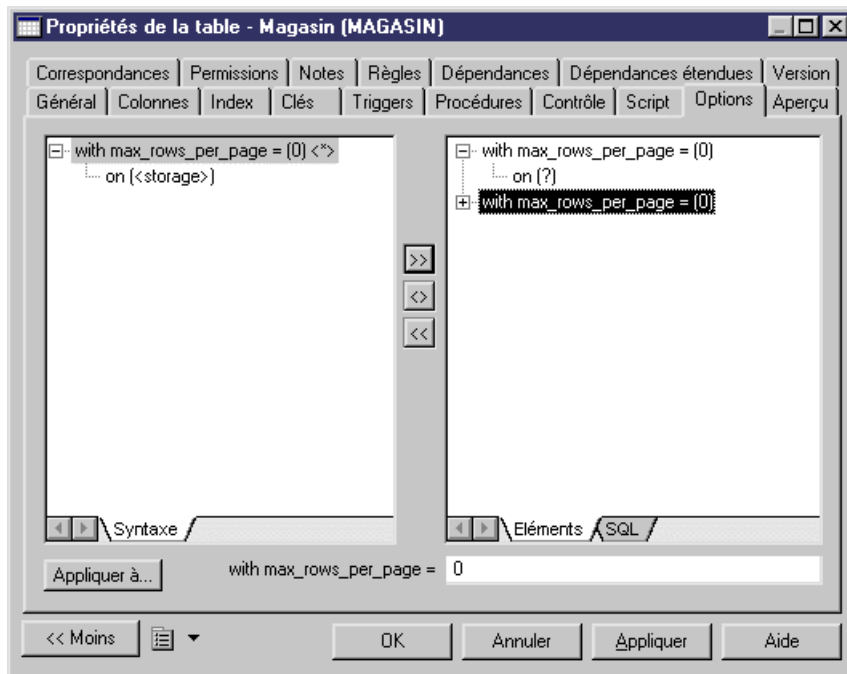 Propriétés de la table - Magasin (MAGASIN)
Correspondances Permissions Notes Règles Dépendances Dépendances étendues Version
Général Colonnes Index Clés Triggers Procédures Contrôle Script Options Aperçu
with max_rows_per_page = (0) <*>
on (<storage>)
with max_rows_per_page = (0)
on (?)
with max_rows_per_page = (0)
>>
<>
<<
Syntaxe
Eléments SQL
Appliquer à... with max_rows_per_page = 0
<< Moins OK Annuler Appliquer Aide